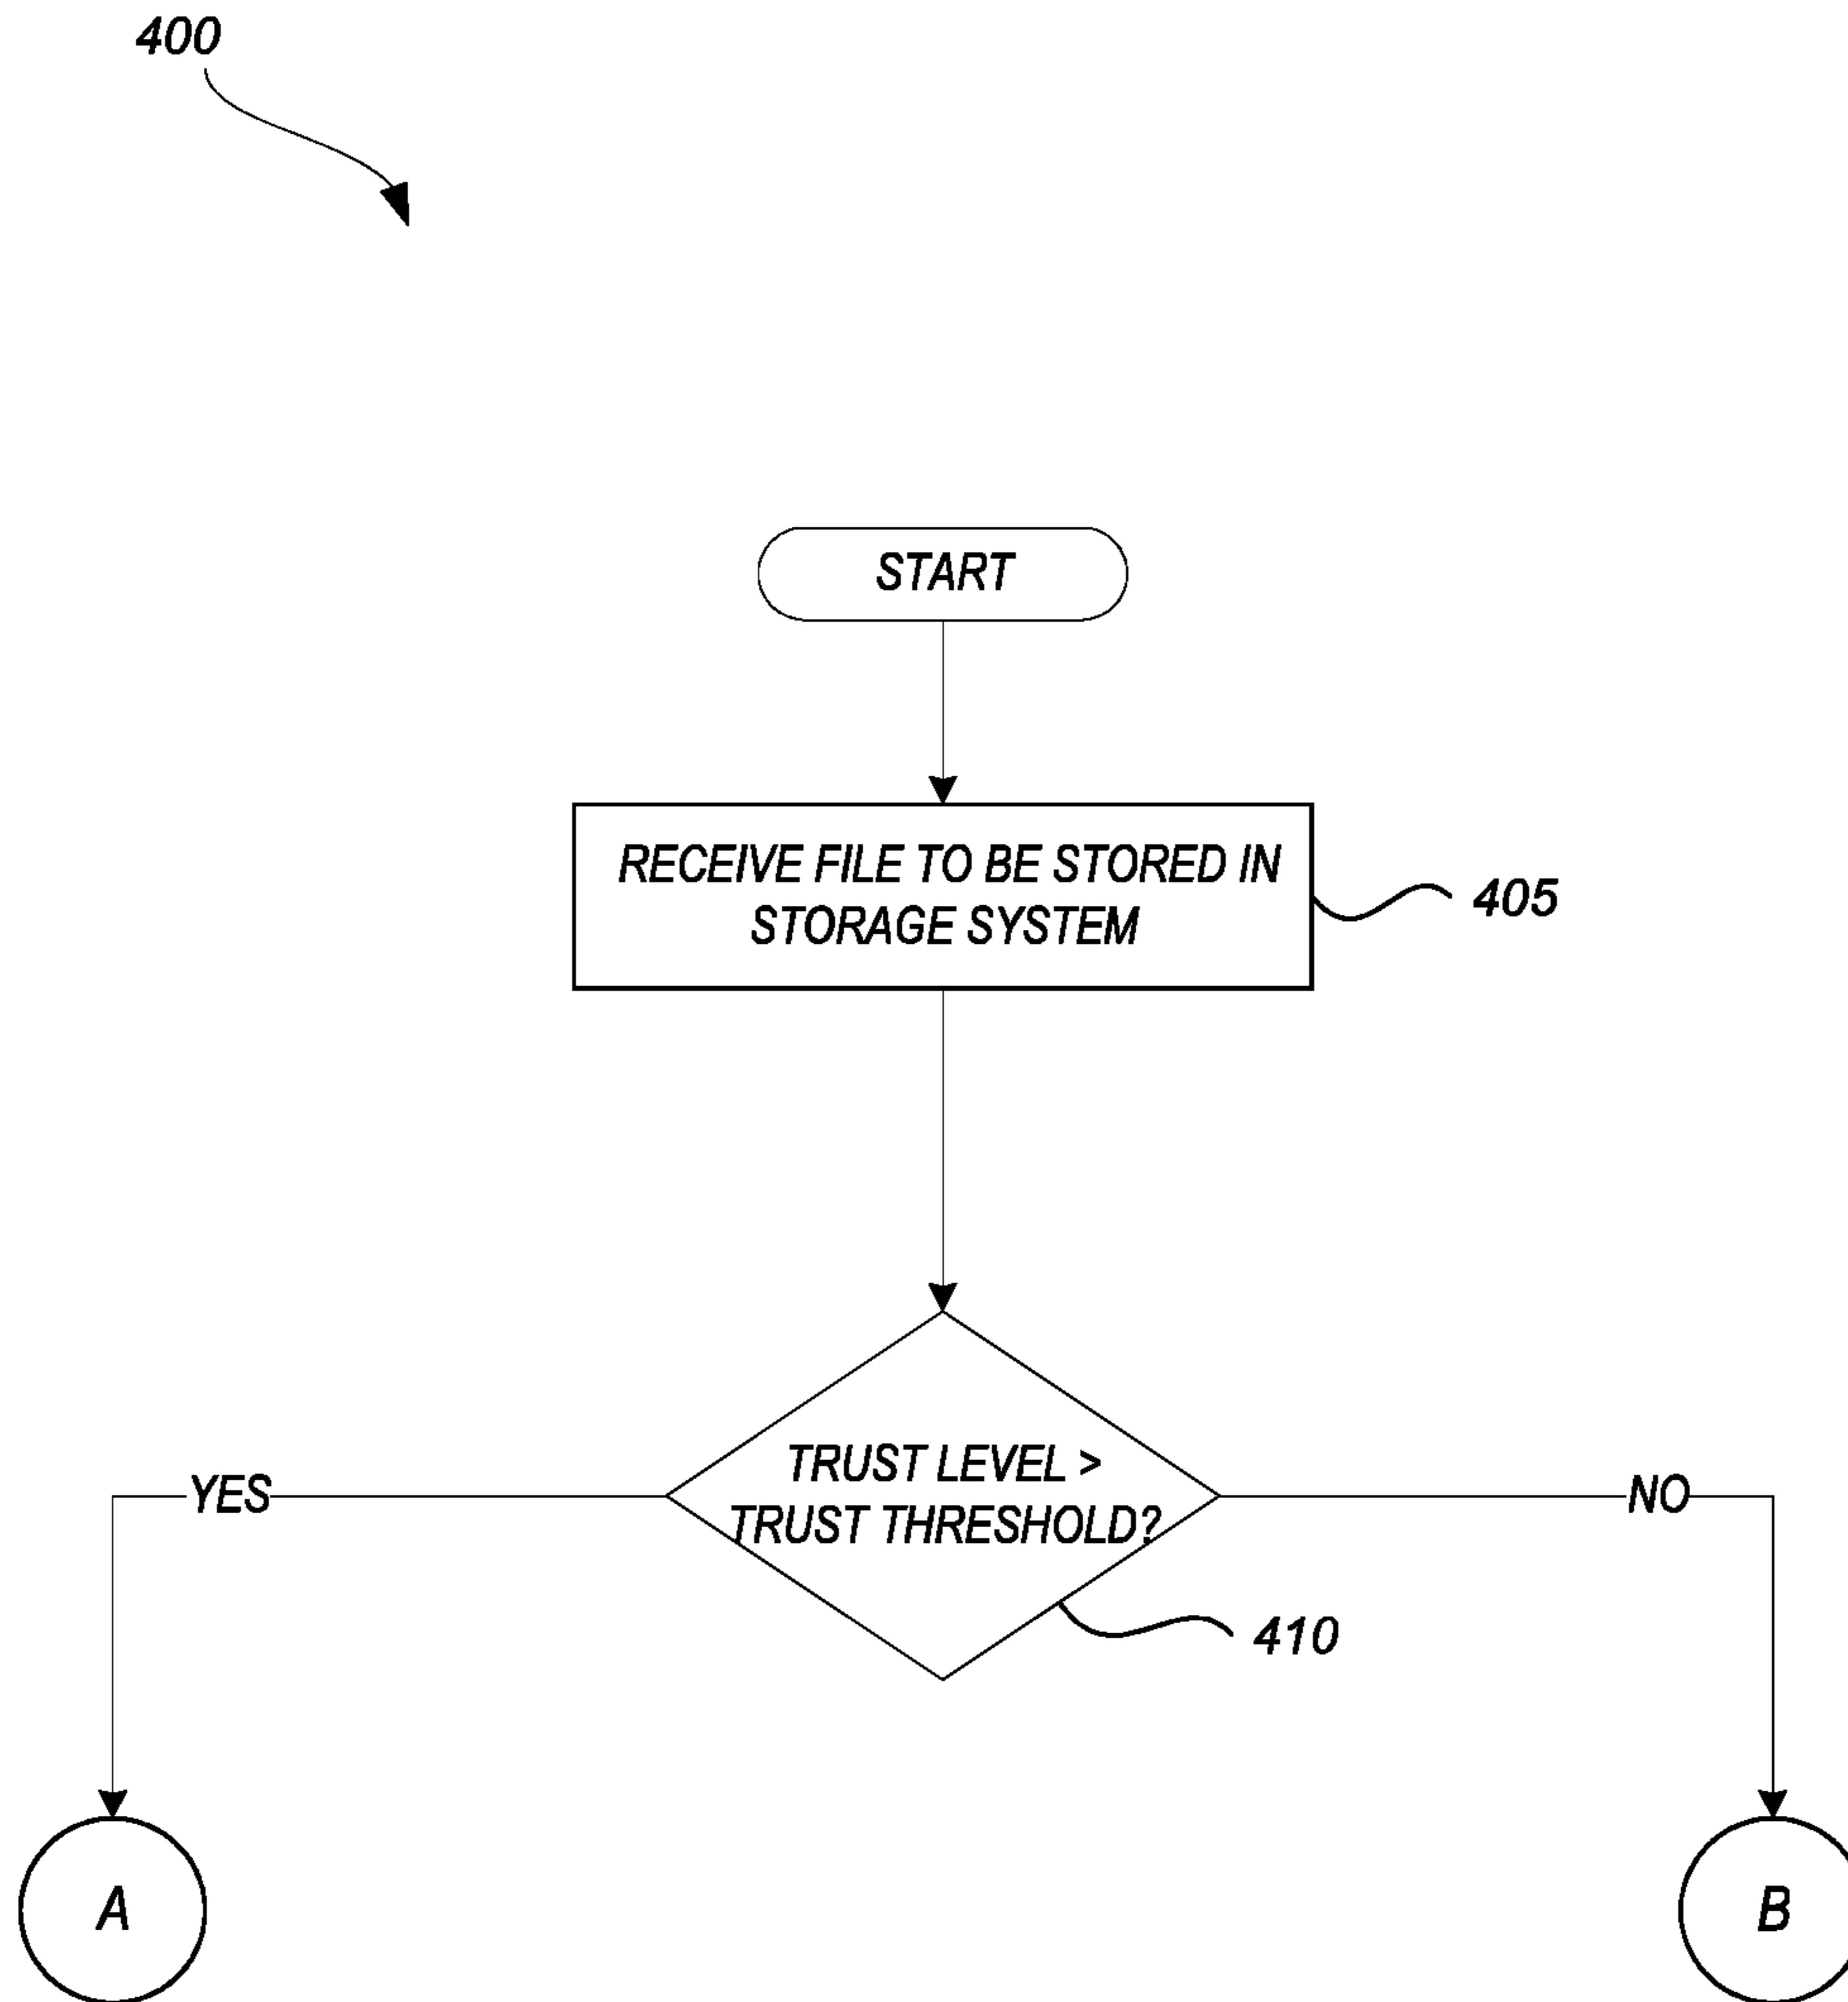 400
START
RECEIVE FILE TO BE STORED IN
STORAGE SYSTEM
405
TRUST LEVEL >
TRUST THRESHOLD?
YES
NO
410
A
B